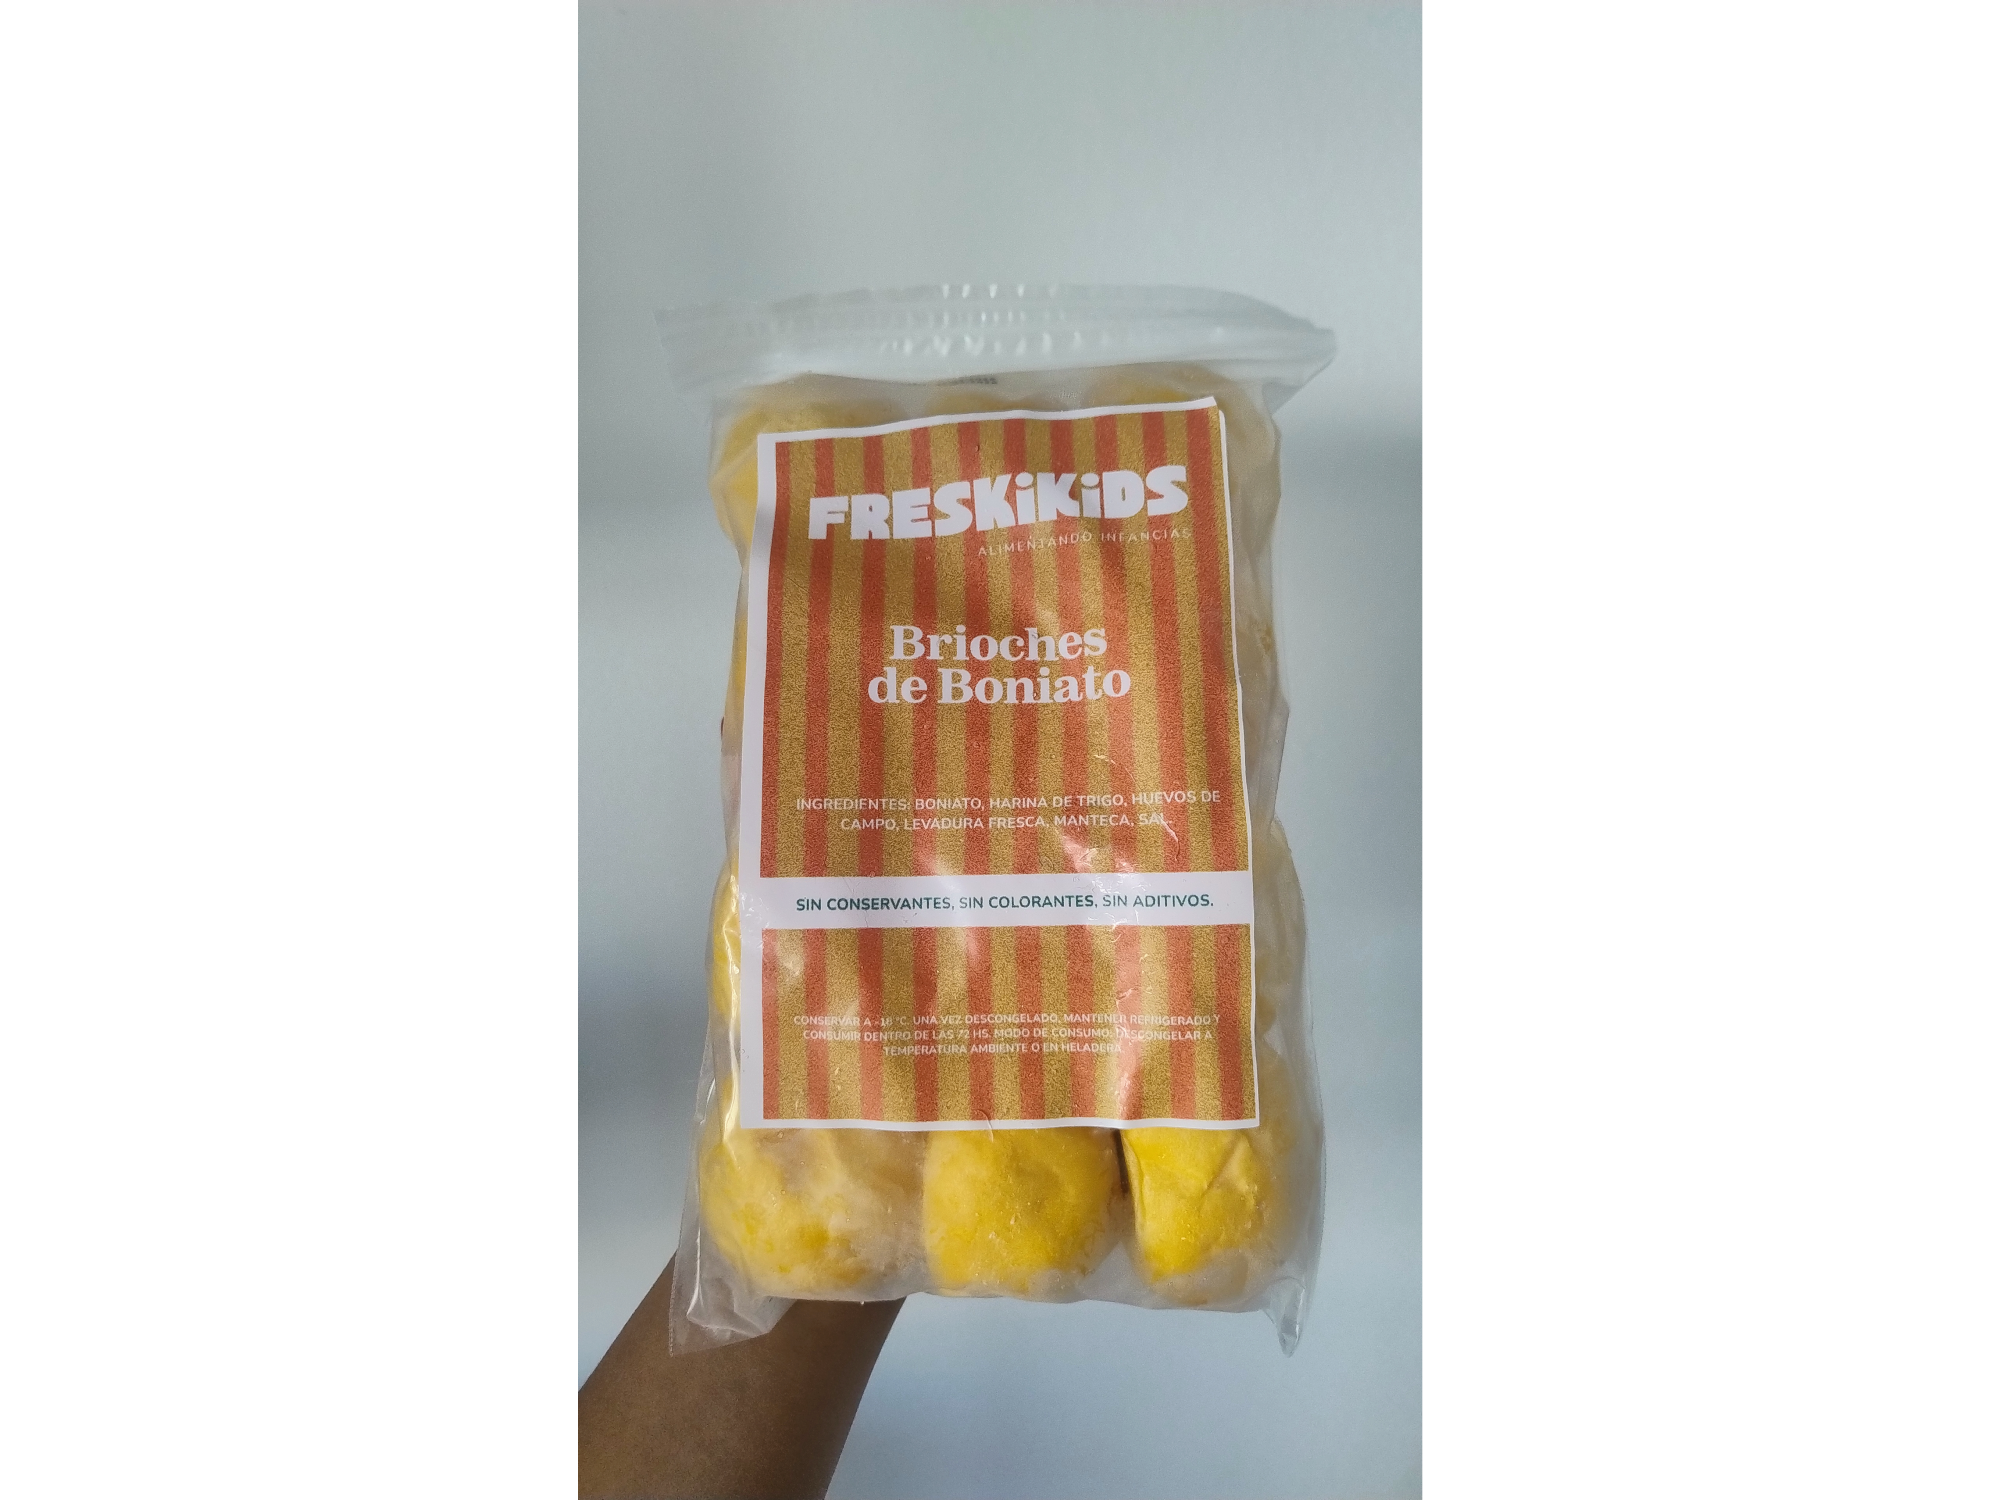 FRESKiKiDS
ALIMENTANDO INFANCIAS
Brioches
de Boniato
INGREDIENTES: BONIATO, HARINA DE TRIGO, HUEVOS DE
CAMPO, LEVADURA FRESCA, MANTECA, SAL.
SIN CONSERVANTES, SIN COLORANTES, SIN ADITIVOS.
CONSERVAR A -18 °C. UNA VEZ DESCONGELADO, MANTENER REFRIGERADO Y
CONSUMIR DENTRO DE LAS 72 HS. MODO DE CONSUMO: DESCONGELAR A
TEMPERATURA AMBIENTE O EN HELADERA.